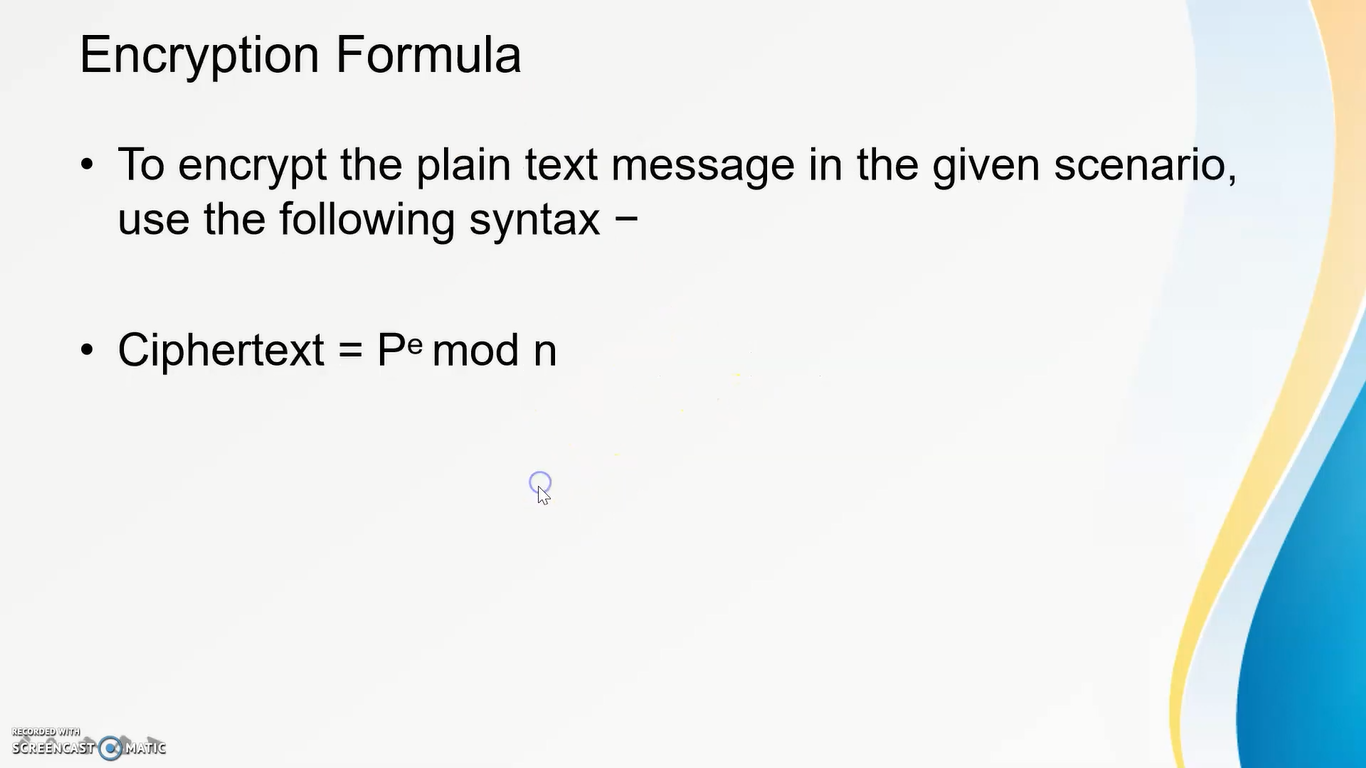 Encryption Formula
• To encrypt the plain text message in the given scenario,
use the following syntax −
• Ciphertext = Pᵉ mod n
RECORDED WITH
SCREENCAST MATIC